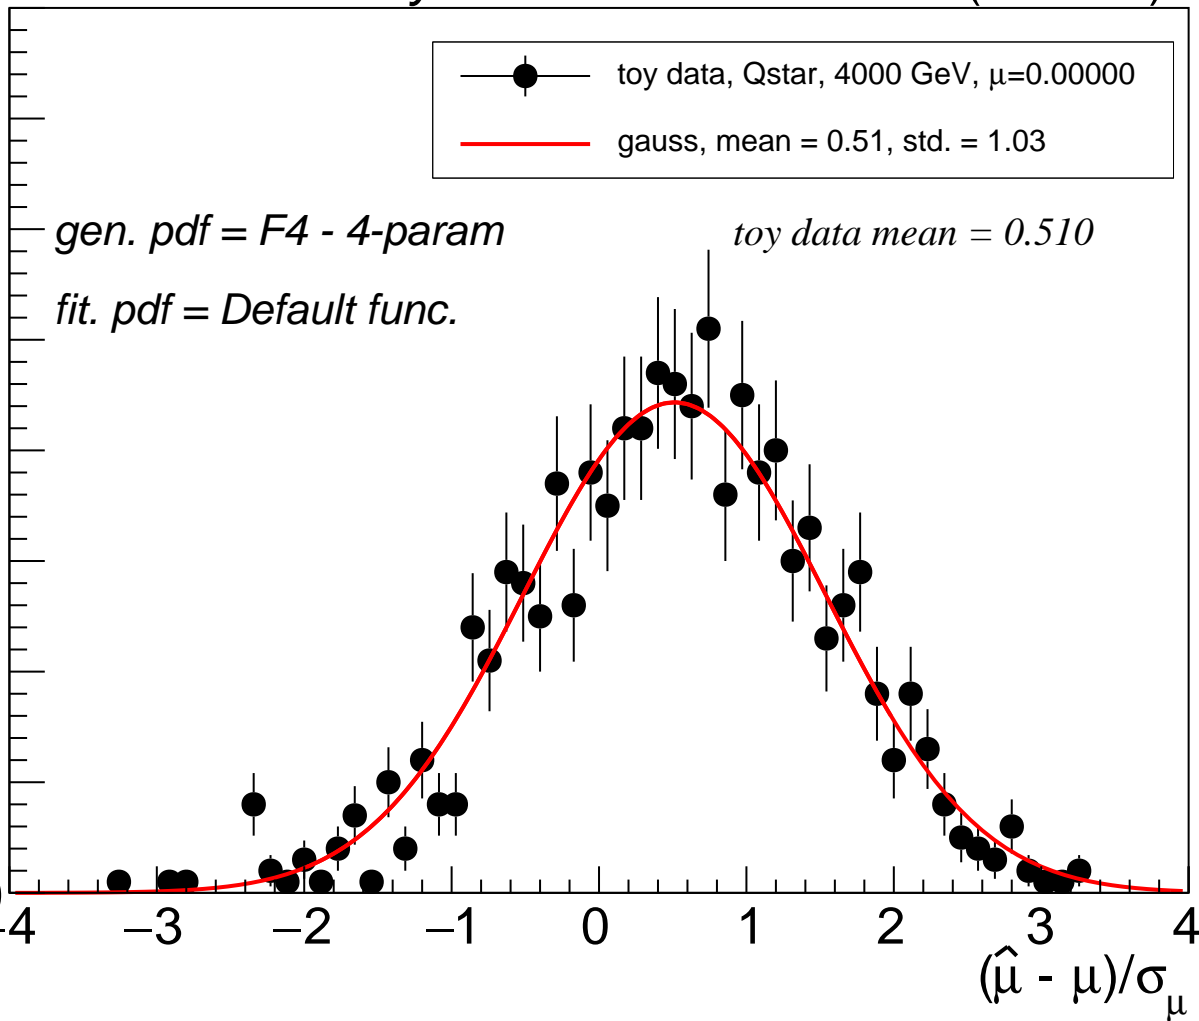 toy data, Qstar, 4000 GeV, μ=0.00000
gauss, mean = 0.51, std. = 1.03
gen. pdf = F4 - 4-param
toy data mean = 0.510
fit. pdf = Default func.
−4 −3 −2 −1 0 1 2 3 4
(μ̂ - μ)/σ_μ